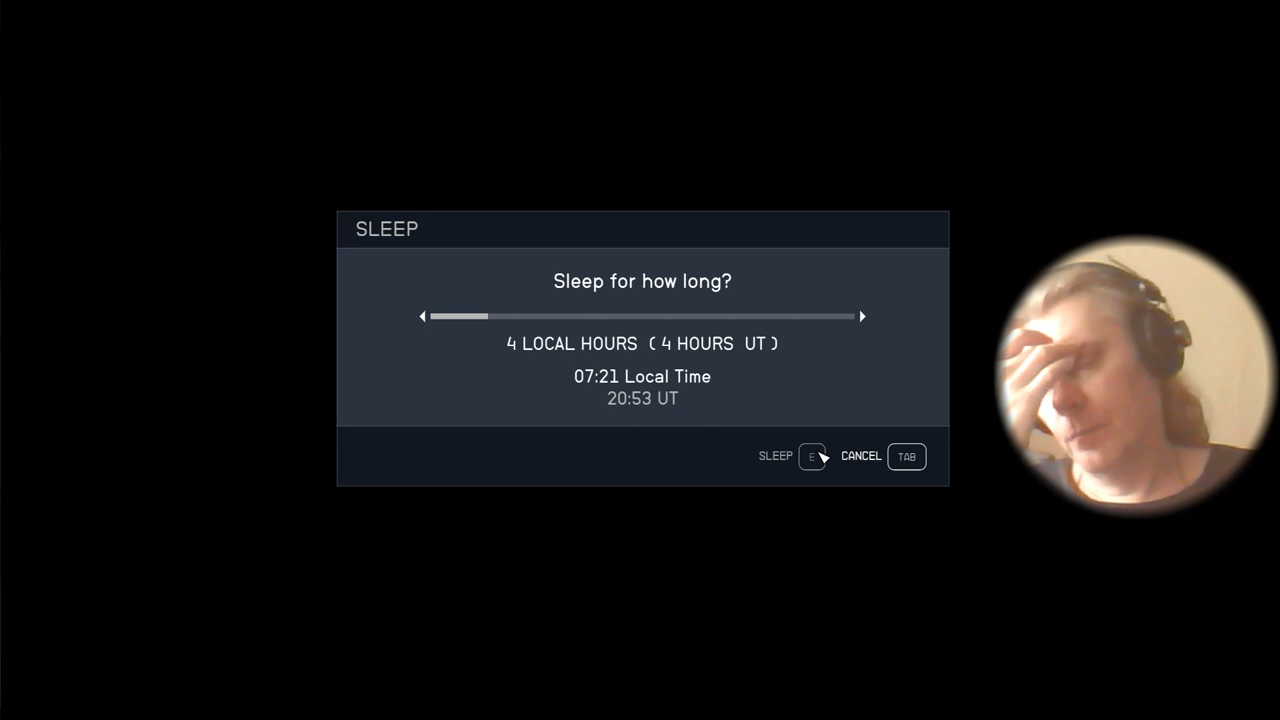 SLEEP
Sleep for how long?
4 LOCAL HOURS ( 4 HOURS UT )
07:21 Local Time
20:53 UT
SLEEP E CANCEL TAB